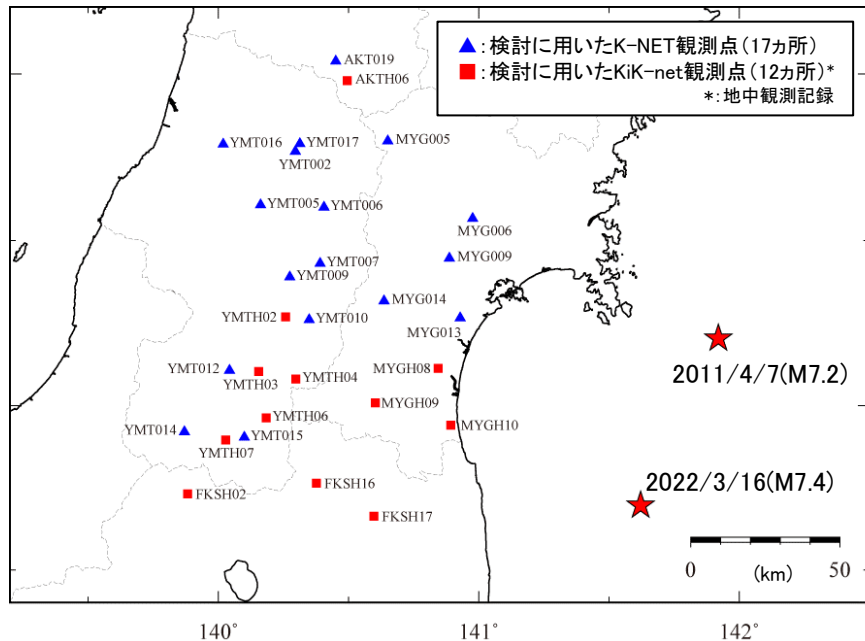 ▲:検討に用いたK-NET観測点(17ヵ所)
■:検討に用いたKiK-net観測点(12ヵ所)*
*:地中観測記録
AKT019
AKTH06
YMT016
YMT017
MYG005
YMT002
YMT005
YMT006
MYG006
MYG009
YMT007
YMT009
MYG014
YMTH02
YMT010
MYG013
2011/4/7(M7.2)
YMT012
MYGH08
YMTH03
YMTH04
MYGH09
YMT014
YMTH06
YMT015
MYGH10
YMTH07
FKSH02
FKSH16
2022/3/16(M7.4)
FKSH17
0 (km) 50
140° 141° 142°